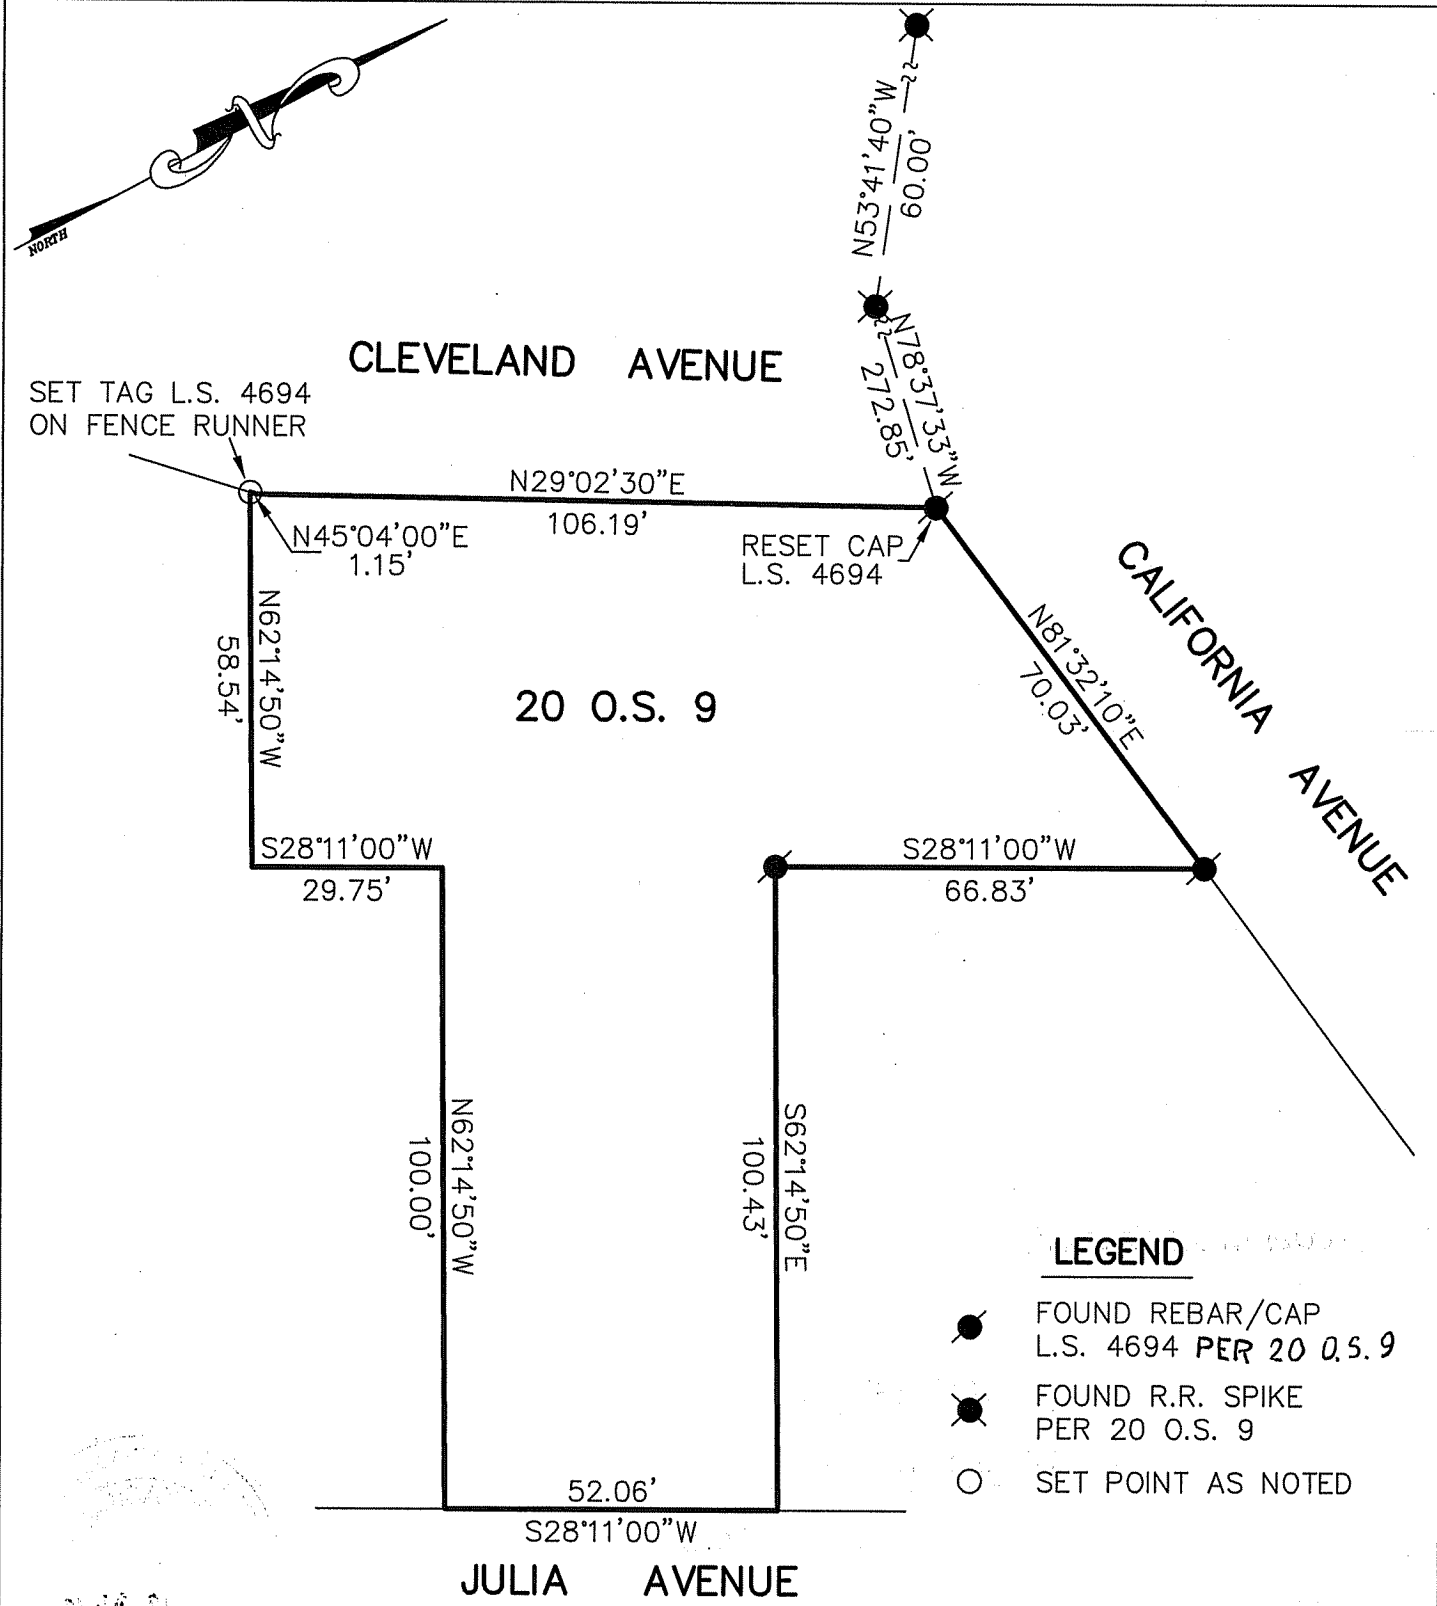 NORTH
N53°41'40"W
60.00'
N78°37'33"W
272.85'
CLEVELAND AVENUE
SET TAG L.S. 4694
ON FENCE RUNNER
N29°02'30"E
106.19'
N45°04'00"E
1.15'
RESET CAP
L.S. 4694
CALIFORNIA AVENUE
N62°14'50"W
58.54'
20 O.S. 9
N81°32'10"E
70.03'
S28°11'00"W
29.75'
S28°11'00"W
66.83'
N62°14'50"W
100.00'
S62°14'50"E
100.43'
LEGEND
FOUND REBAR/CAP
L.S. 4694 PER 20 O.S. 9
FOUND R.R. SPIKE
PER 20 O.S. 9
SET POINT AS NOTED
52.06'
S28°11'00"W
JULIA AVENUE